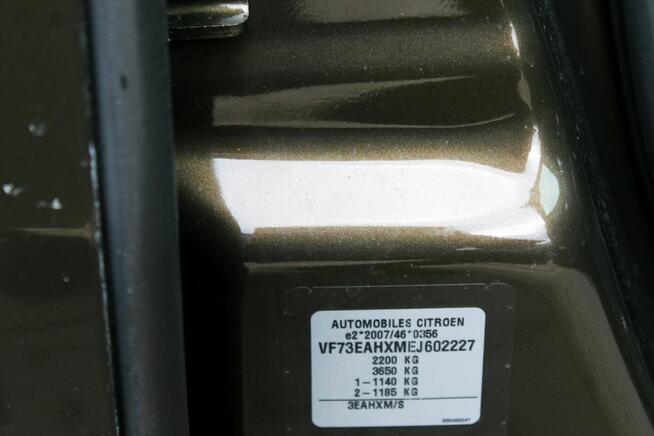 AUTOMOBILES CITROEN
e2*2007/46*0356
VF73EAHXMEJ602227
2200 KG
3650 KG
1-1140 KG
2-1185 KG
3EAHXM/S